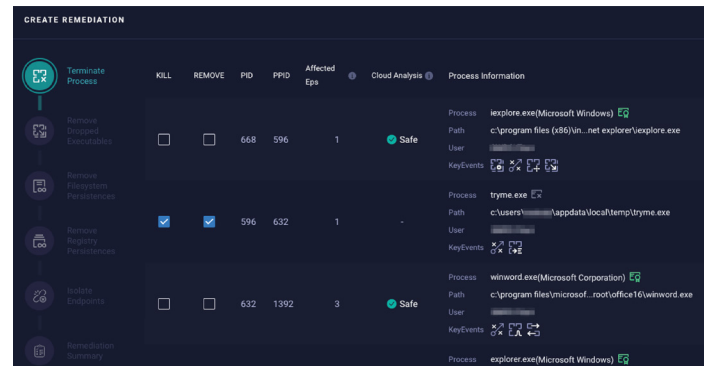 CREATE REMEDIATION
Terminate
Process
Remove
Dropped
Executables
Remove
Filesystem
Persistences
Remove
Registry
Persistences
Isolate
Endpoints
Remediation
Summary
KILL REMOVE PID PPID Affected Eps Cloud Analysis Process Information
668 596 1 Safe
Process iexplore.exe(Microsoft Windows)
Path c:\program files (x86)\in...net explorer\iexplore.exe
User
KeyEvents
596 632 1 -
Process tryme.exe
Path c:\users\ \appdata\local\temp\tryme.exe
User
KeyEvents
632 1392 3 Safe
Process winword.exe(Microsoft Corporation)
Path c:\program files\microsof...root\office16\winword.exe
User
KeyEvents
Process explorer.exe(Microsoft Windows)